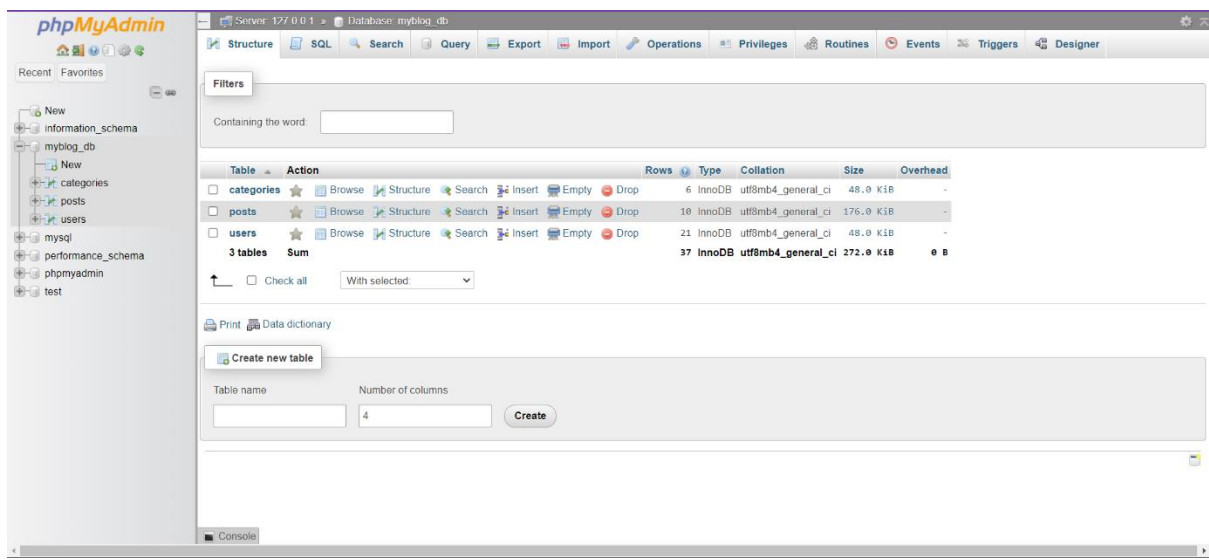 phpMyAdmin
Recent Favorites
New
information_schema
myblog_db
New
categories
posts
users
mysql
performance_schema
phpmyadmin
test
Server: 127.0.0.1 » Database: myblog_db
Structure SQL Search Query Export Import Operations Privileges Routines Events Triggers Designer
Filters
Containing the word:
Table Action Rows Type Collation Size Overhead
categories Browse Structure Search Insert Empty Drop 6 InnoDB utf8mb4_general_ci 48.0 KiB -
posts Browse Structure Search Insert Empty Drop 10 InnoDB utf8mb4_general_ci 176.0 KiB -
users Browse Structure Search Insert Empty Drop 21 InnoDB utf8mb4_general_ci 48.0 KiB -
3 tables Sum 37 InnoDB utf8mb4_general_ci 272.0 KiB 0 B
Check all With selected:
Print Data dictionary
Create new table
Table name Number of columns
4 Create
Console